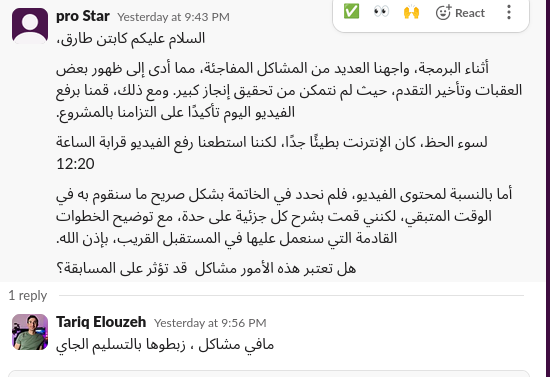 pro Star Yesterday at 9:43 PM
React
السلام عليكم كابتن طارق،
أثناء البرمجة، واجهنا العديد من المشاكل المفاجئة، مما أدى إلى ظهور بعض
العقبات وتأخير التقدم، حيث لم نتمكن من تحقيق إنجاز كبير. ومع ذلك، قمنا برفع
الفيديو اليوم تأكيدًا على التزامنا بالمشروع.
لسوء الحظ، كان الإنترنت بطيئًا جدًا، لكننا استطعنا رفع الفيديو قرابة الساعة
12:20
أما بالنسبة لمحتوى الفيديو، فلم نحدد في الخاتمة بشكل صريح ما سنقوم به في
الوقت المتبقي، لكنني قمت بشرح كل جزئية على حدة، مع توضيح الخطوات
القادمة التي سنعمل عليها في المستقبل القريب، بإذن الله.
هل تعتبر هذه الأمور مشاكل قد تؤثر على المسابقة؟
1 reply
Tariq Elouzeh Yesterday at 9:56 PM
مافي مشاكل ، زبطوها بالتسليم الجاي